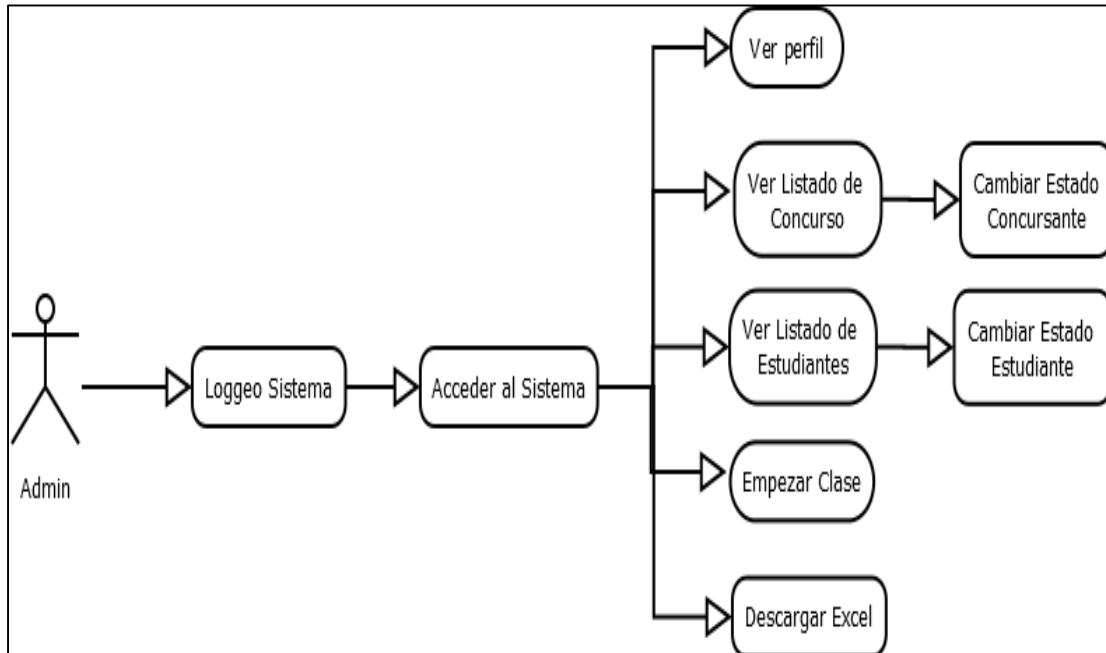 Ver perfil
Ver Listado de
Concurso
Cambiar Estado
Concursante
Ver Listado de
Estudiantes
Cambiar Estado
Estudiante
Loggeo Sistema
Acceder al Sistema
Admin
Empezar Clase
Descargar Excel